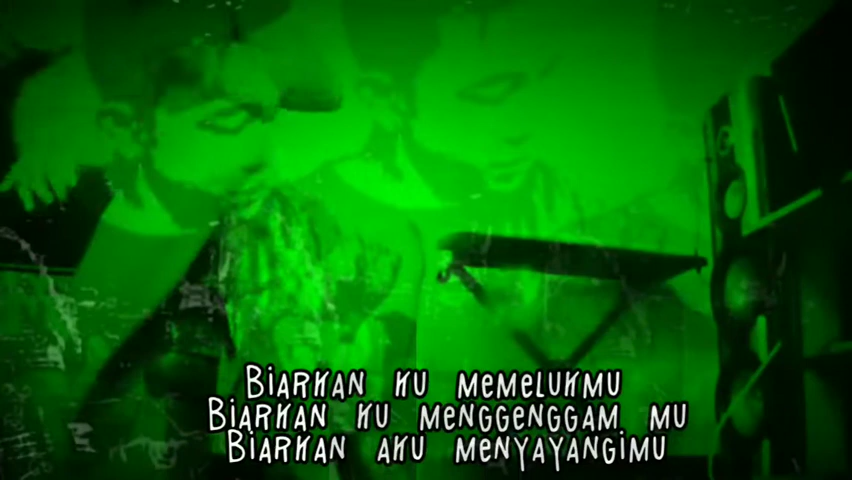 Biarkan ku memelukmu
Biarkan ku menggenggam mu
Biarkan aku menyayangimu